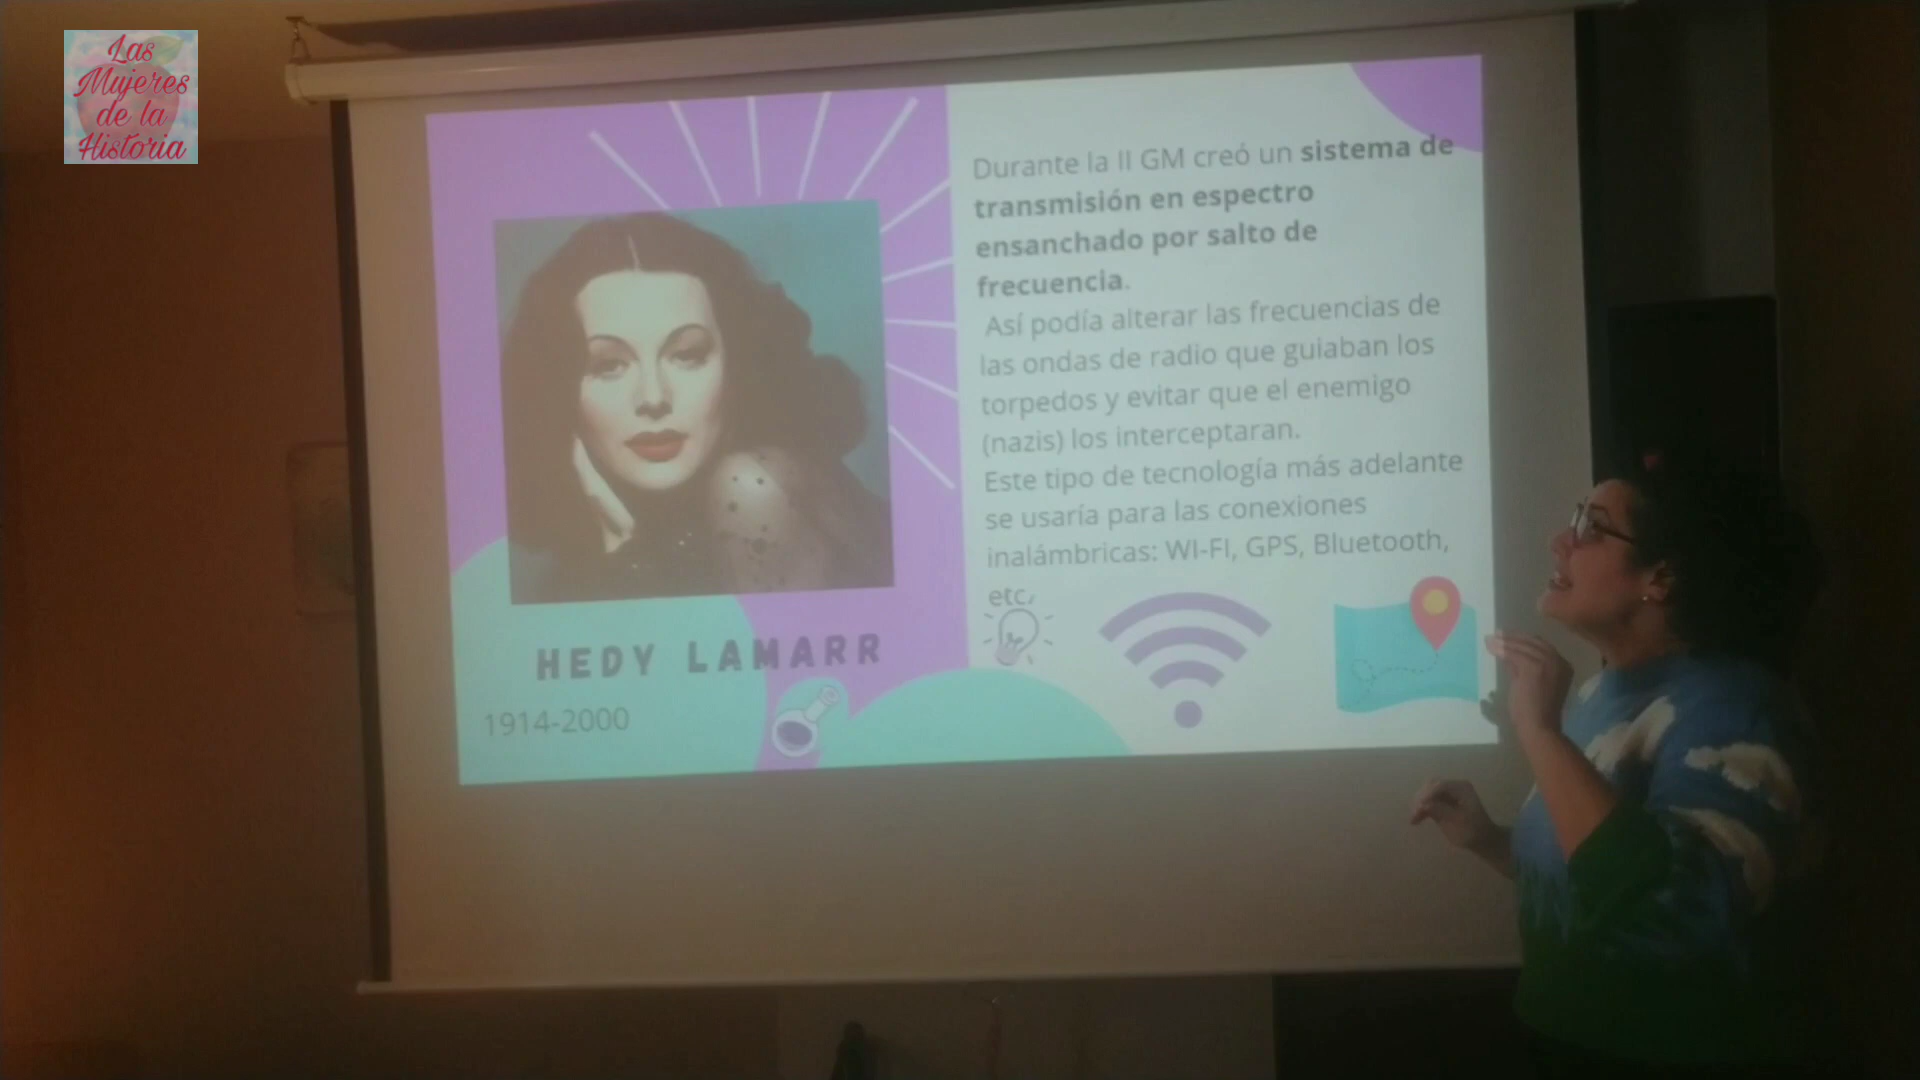 Las
Mujeres
de la
Historia
Durante la II GM creó un sistema de
transmisión en espectro
ensanchado por salto de
frecuencia.
Así podía alterar las frecuencias de
las ondas de radio que guiaban los
torpedos y evitar que el enemigo
(nazis) los interceptaran.
Este tipo de tecnología más adelante
se usaría para las conexiones
inalámbricas: WI-FI, GPS, Bluetooth,
etc,
HEDY LAMARR
1914-2000